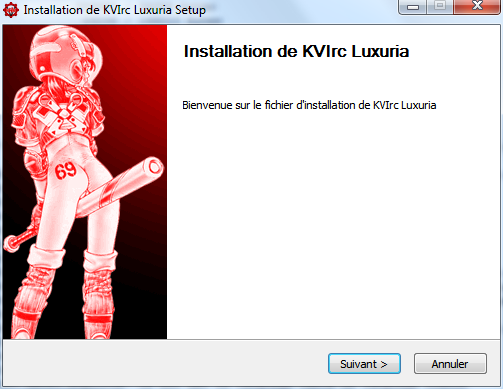 Installation de KVIrc Luxuria Setup
Installation de KVIrc Luxuria
Bienvenue sur le fichier d'installation de KVIrc Luxuria
69
Suivant >
Annuler